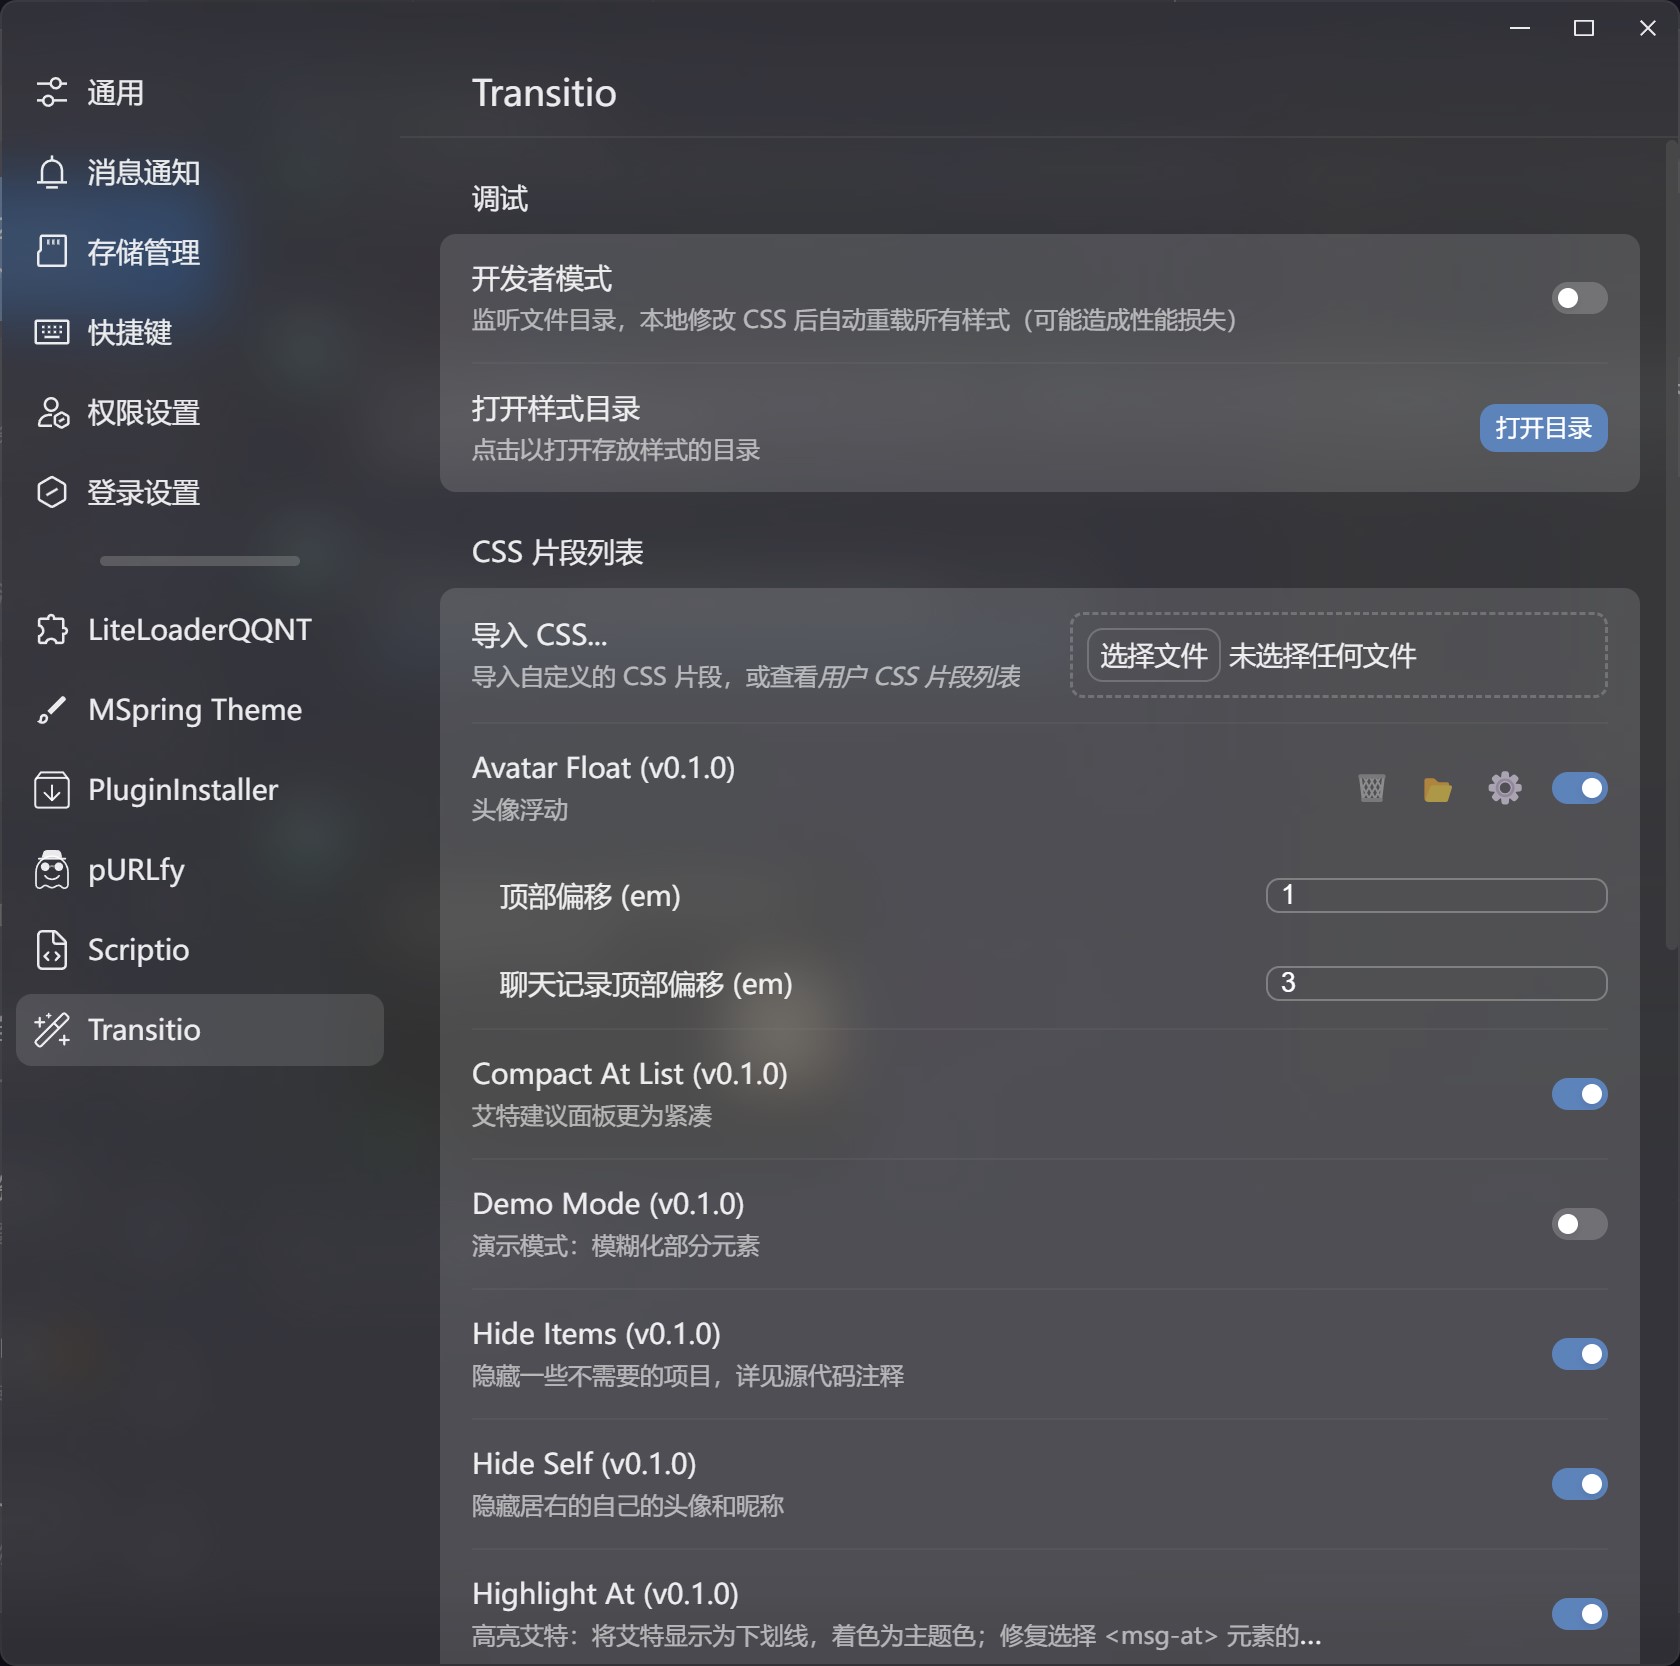 通用
消息通知
存储管理
快捷键
权限设置
登录设置
LiteLoaderQQNT
MSpring Theme
PluginInstaller
pURLfy
Scriptio
Transitio
Transitio
调试
开发者模式
监听文件目录，本地修改 CSS 后自动重载所有样式（可能造成性能损失）
打开样式目录
点击以打开存放样式的目录
打开目录
CSS 片段列表
导入 CSS...
导入自定义的 CSS 片段，或查看用户 CSS 片段列表
选择文件 未选择任何文件
Avatar Float (v0.1.0)
头像浮动
顶部偏移 (em)
1
聊天记录顶部偏移 (em)
3
Compact At List (v0.1.0)
艾特建议面板更为紧凑
Demo Mode (v0.1.0)
演示模式：模糊化部分元素
Hide Items (v0.1.0)
隐藏一些不需要的项目，详见源代码注释
Hide Self (v0.1.0)
隐藏居右的自己的头像和昵称
Highlight At (v0.1.0)
高亮艾特：将艾特显示为下划线，着色为主题色；修复选择 <msg-at> 元素的...